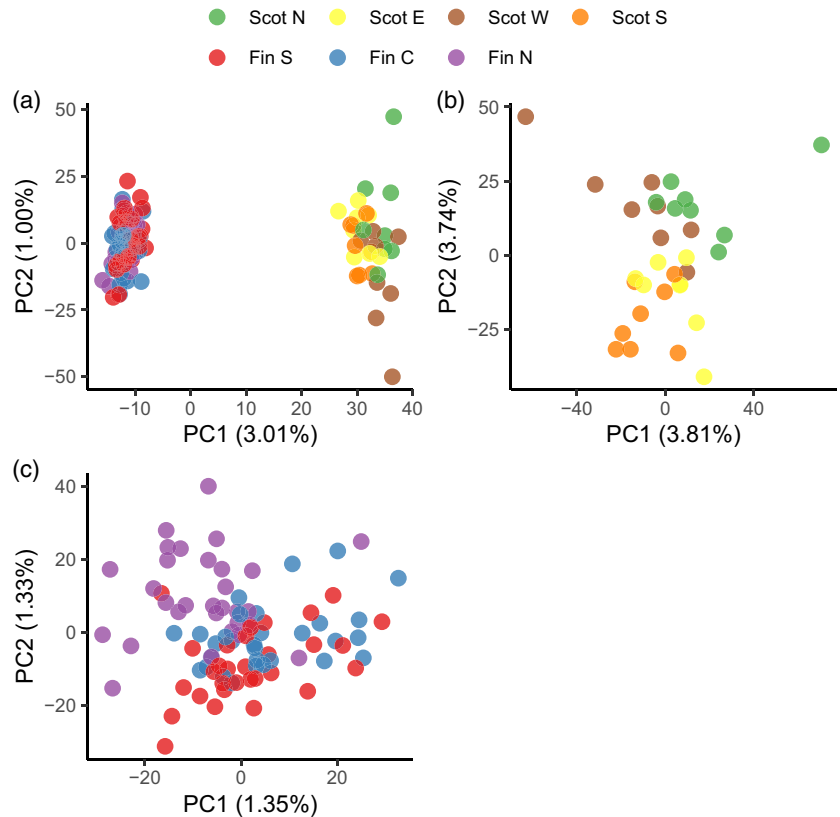 Scot N Scot E Scot W Scot S
Fin S Fin C Fin N
(a)
50
25
0
−25
−50
PC2 (1.00%)
−10 0 10 20 30 40
PC1 (3.01%)
(b)
50
25
0
−25
PC2 (3.74%)
−40 0 40
PC1 (3.81%)
(c)
40
20
0
−20
PC2 (1.33%)
−20 0 20
PC1 (1.35%)